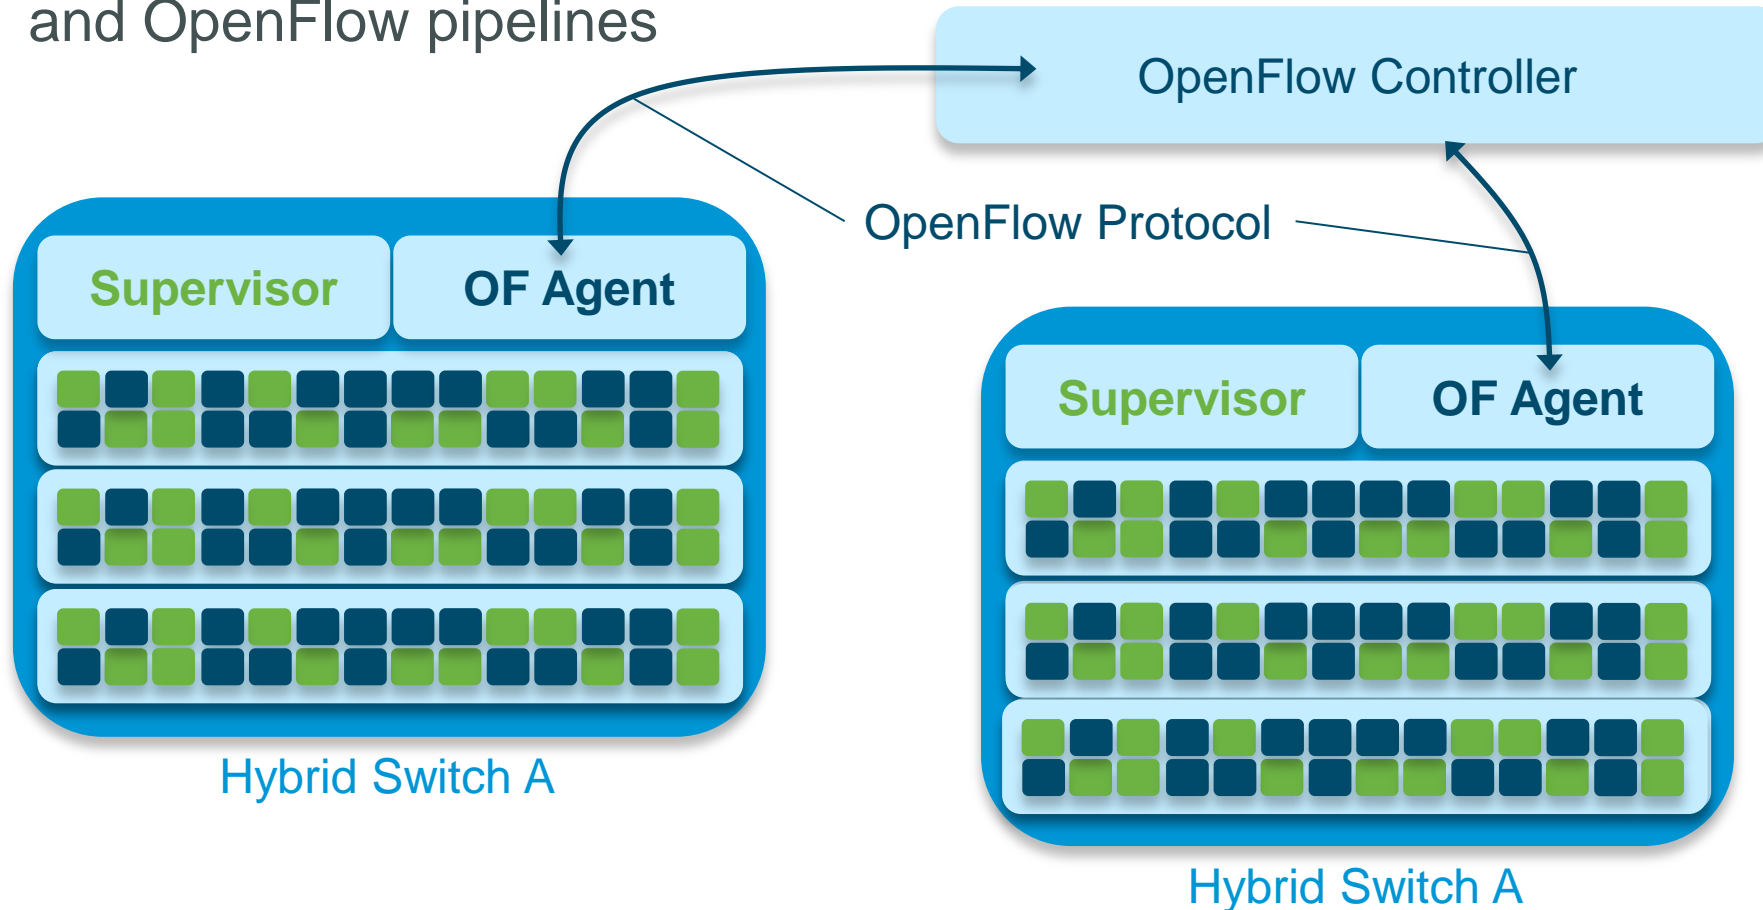 and OpenFlow pipelines
OpenFlow Controller
OpenFlow Protocol
Supervisor
OF Agent
Supervisor
OF Agent
Hybrid Switch A
Hybrid Switch A